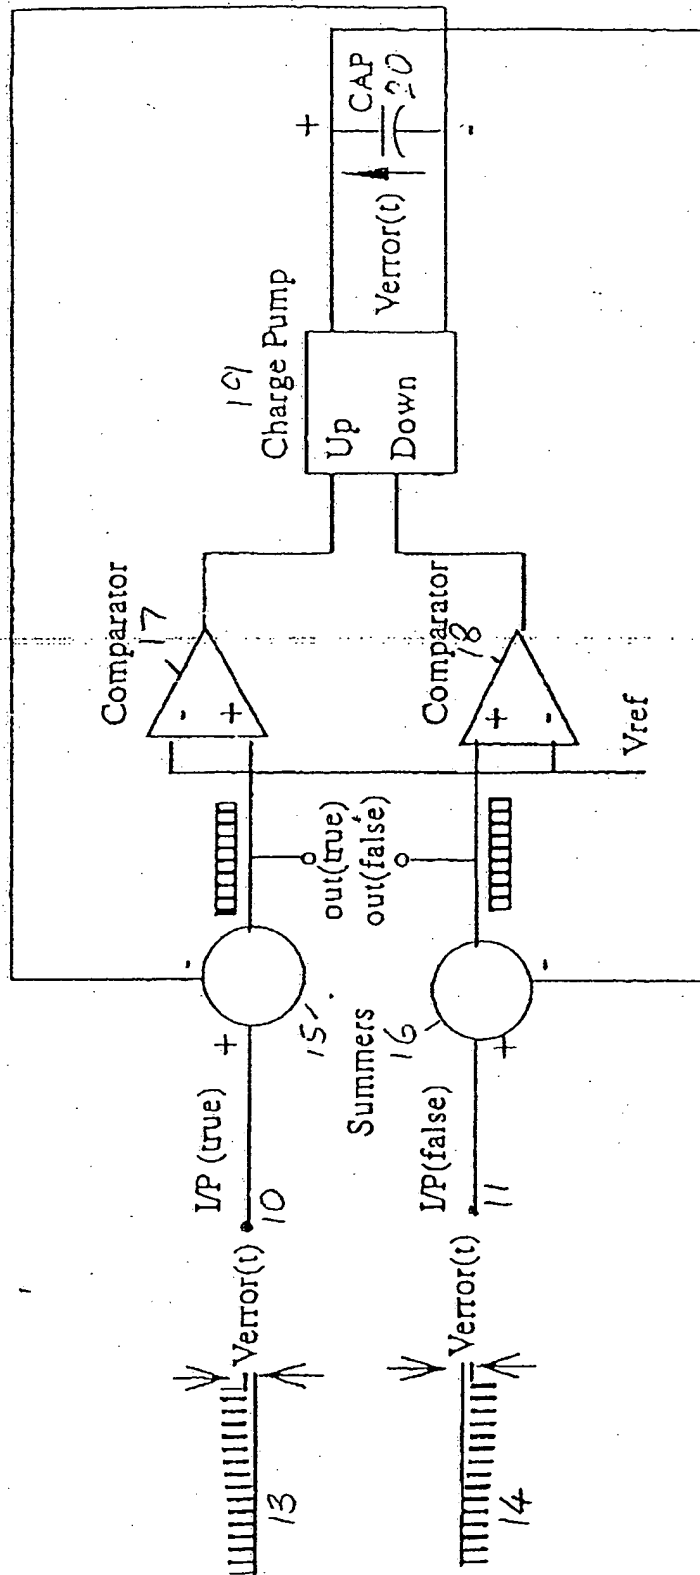 13
Verror(t)
I/P (true)
10
+
-
15
Comparator
17
-
+
19
Charge Pump
Up
Down
+
CAP
20
Verror(t)
-
out(true)
out(false)
Summers
16
14
Verror(t)
I/P(false)
11
+
-
Comparator
18
+
-
Vref